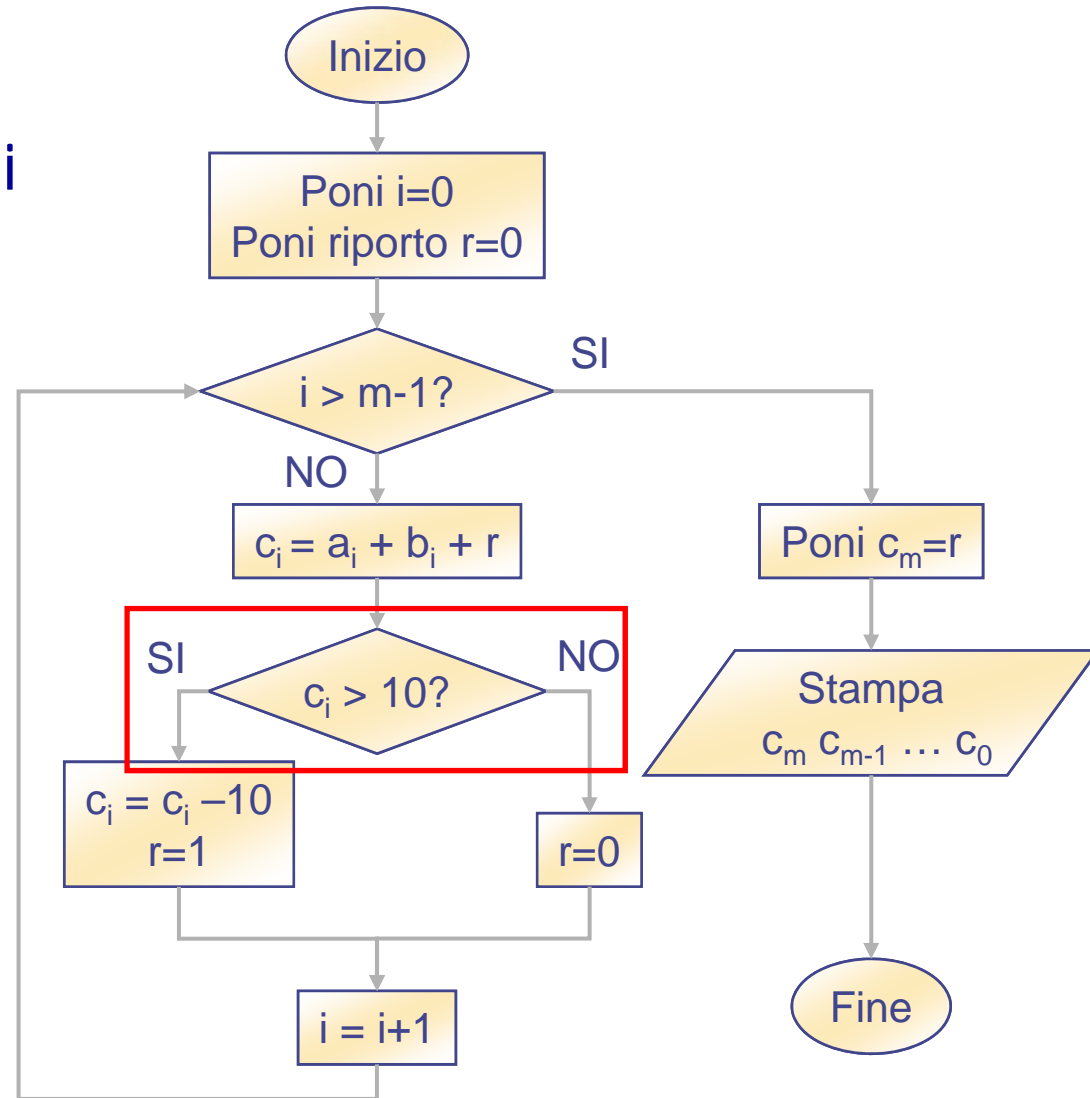 Inizio
i
Poni i=0
Poni riporto r=0
SI
i > m-1?
NO
cᵢ = aᵢ + bᵢ + r
Poni cₘ=r
SI
NO
cᵢ > 10?
Stampa
cₘ cₘ₋₁ … c₀
cᵢ = cᵢ –10
r=1
r=0
i = i+1
Fine